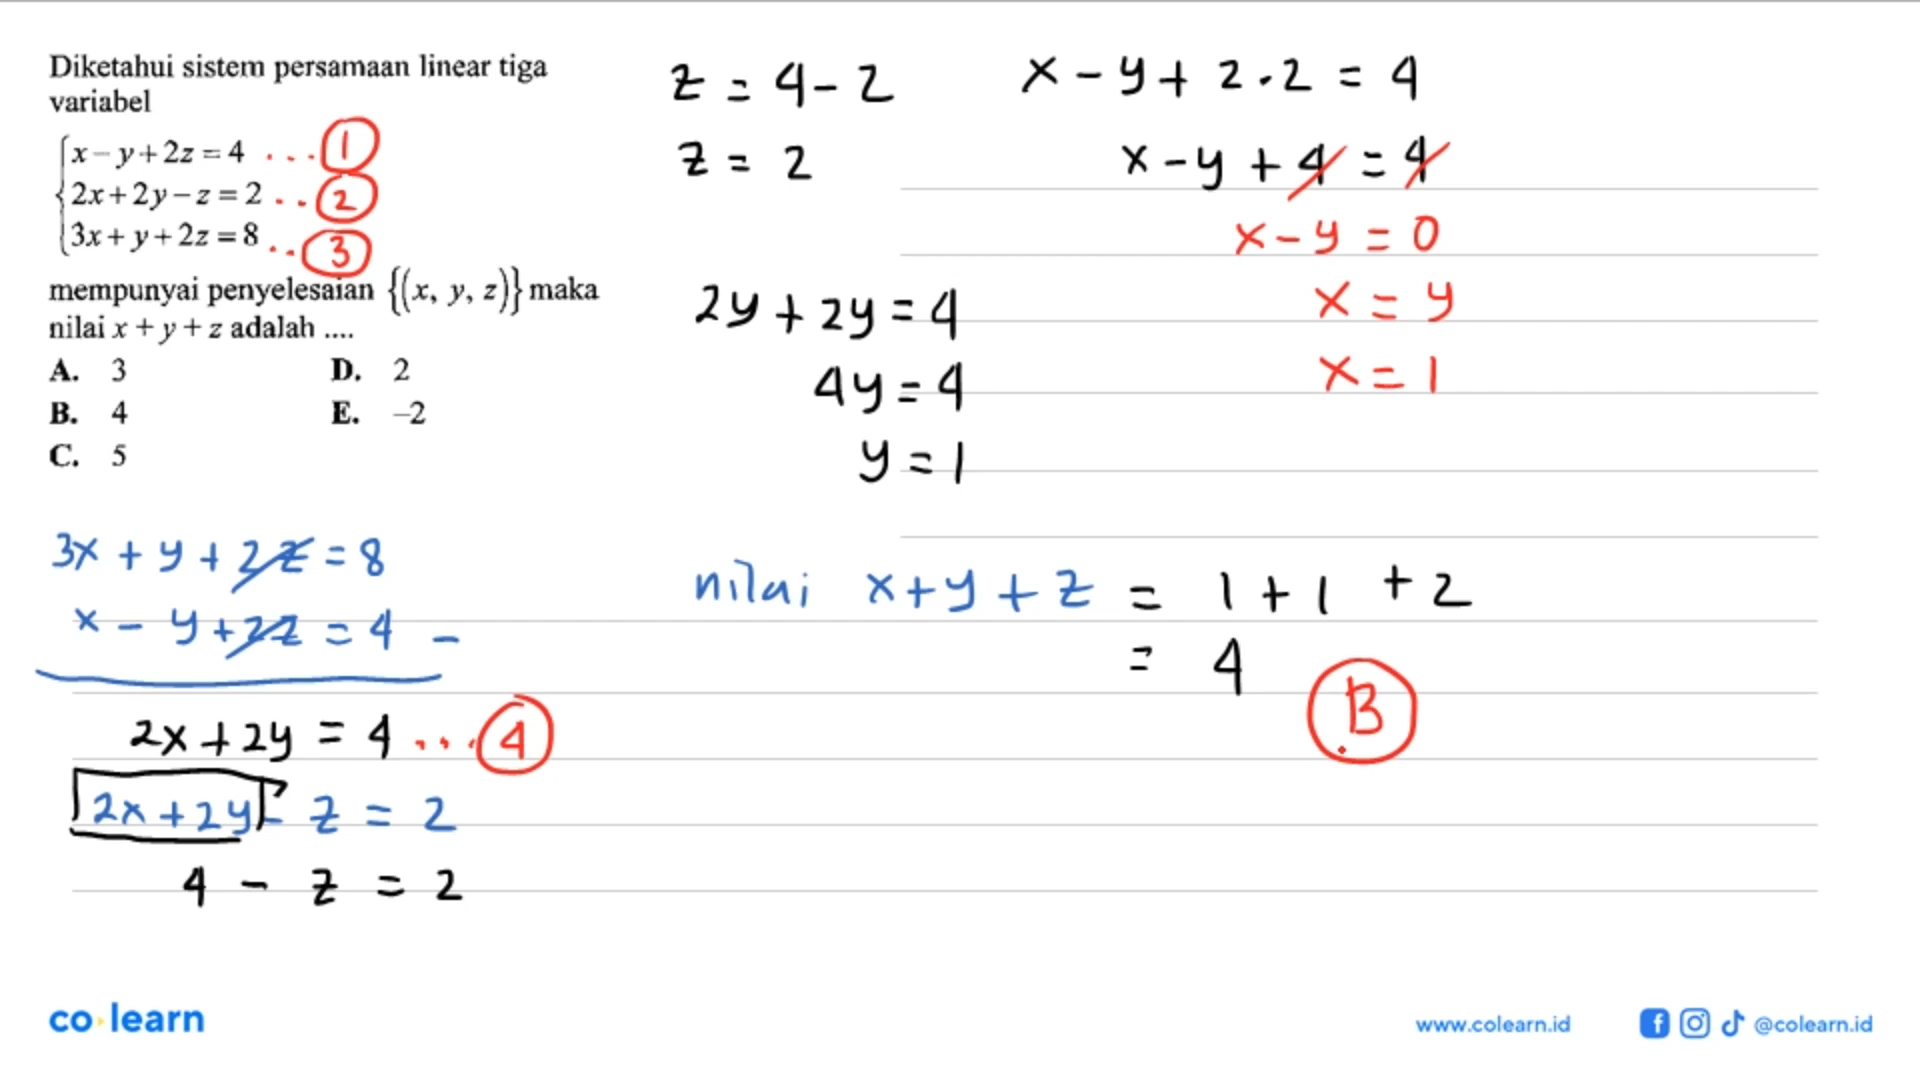 Diketahui sistem persamaan linear tiga
variabel
x − y + 2z = 4 ... 1
2x + 2y − z = 2 .. 2
3x + y + 2z = 8 .. 3
mempunyai penyelesaian {(x, y, z)} maka
nilai x + y + z adalah ....
A. 3 D. 2
B. 4 E. −2
C. 5
3x + y + 2z = 8
x − y + 2z = 4 −
2x + 2y = 4 ... 4
2x + 2y − z = 2
4 − z = 2
z = 4 − 2
z = 2
x − y + 2 . 2 = 4
x − y + 4 = 4
x − y = 0
x = y
x = 1
2y + 2y = 4
4y = 4
y = 1
nilai x + y + z = 1 + 1 + 2
= 4
B
co learn
www.colearn.id @colearn.id